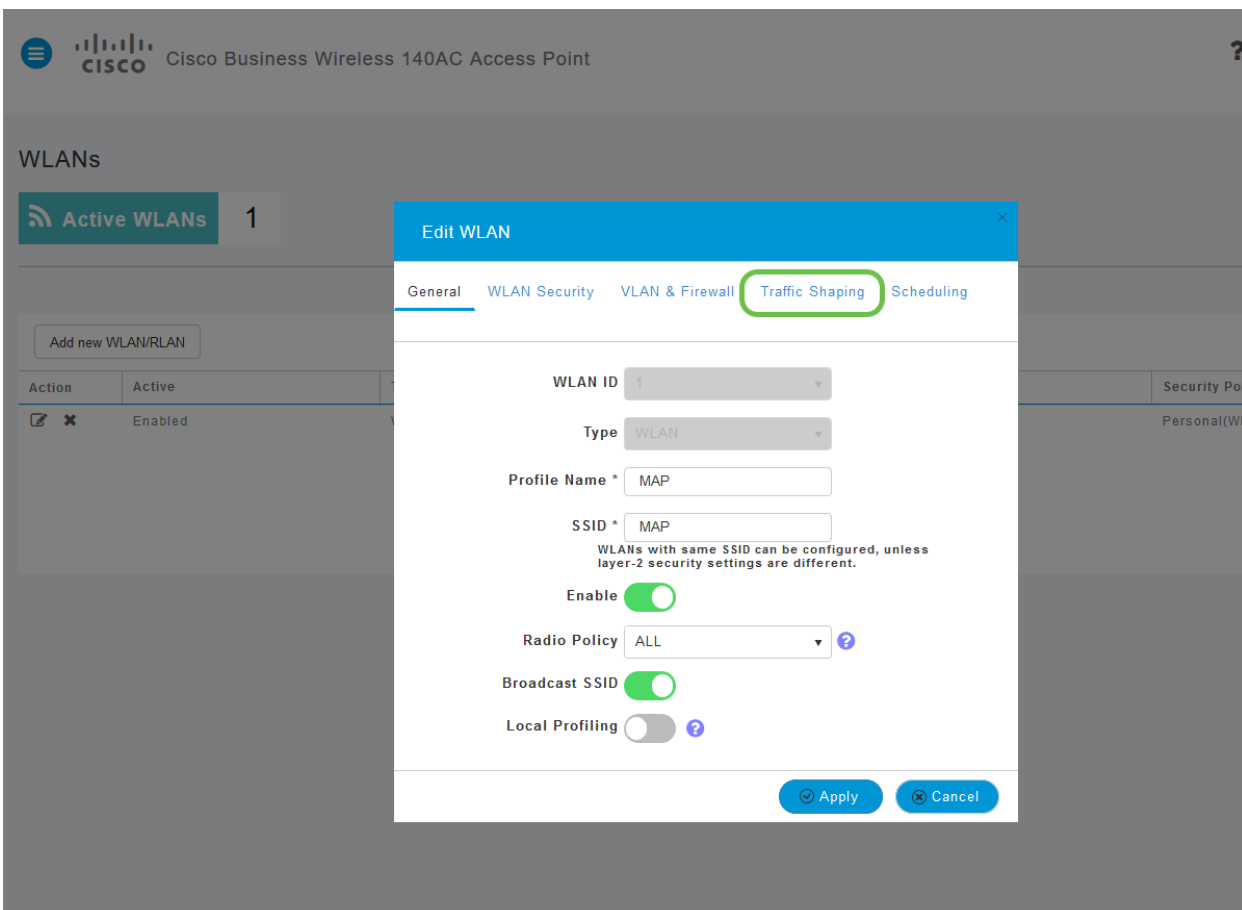 ?
CISCO Cisco Business Wireless 140AC Access Point
WLANs
Active WLANs 1
Edit WLAN
General WLAN Security VLAN & Firewall Traffic Shaping Scheduling
Add new WLAN/RLAN
Action Active Security Po
Enabled Personal(W
WLAN ID 1
Type WLAN
Profile Name * MAP
SSID * MAP
WLANs with same SSID can be configured, unless
layer-2 security settings are different.
Enable
Radio Policy ALL ?
Broadcast SSID
Local Profiling ?
Apply Cancel